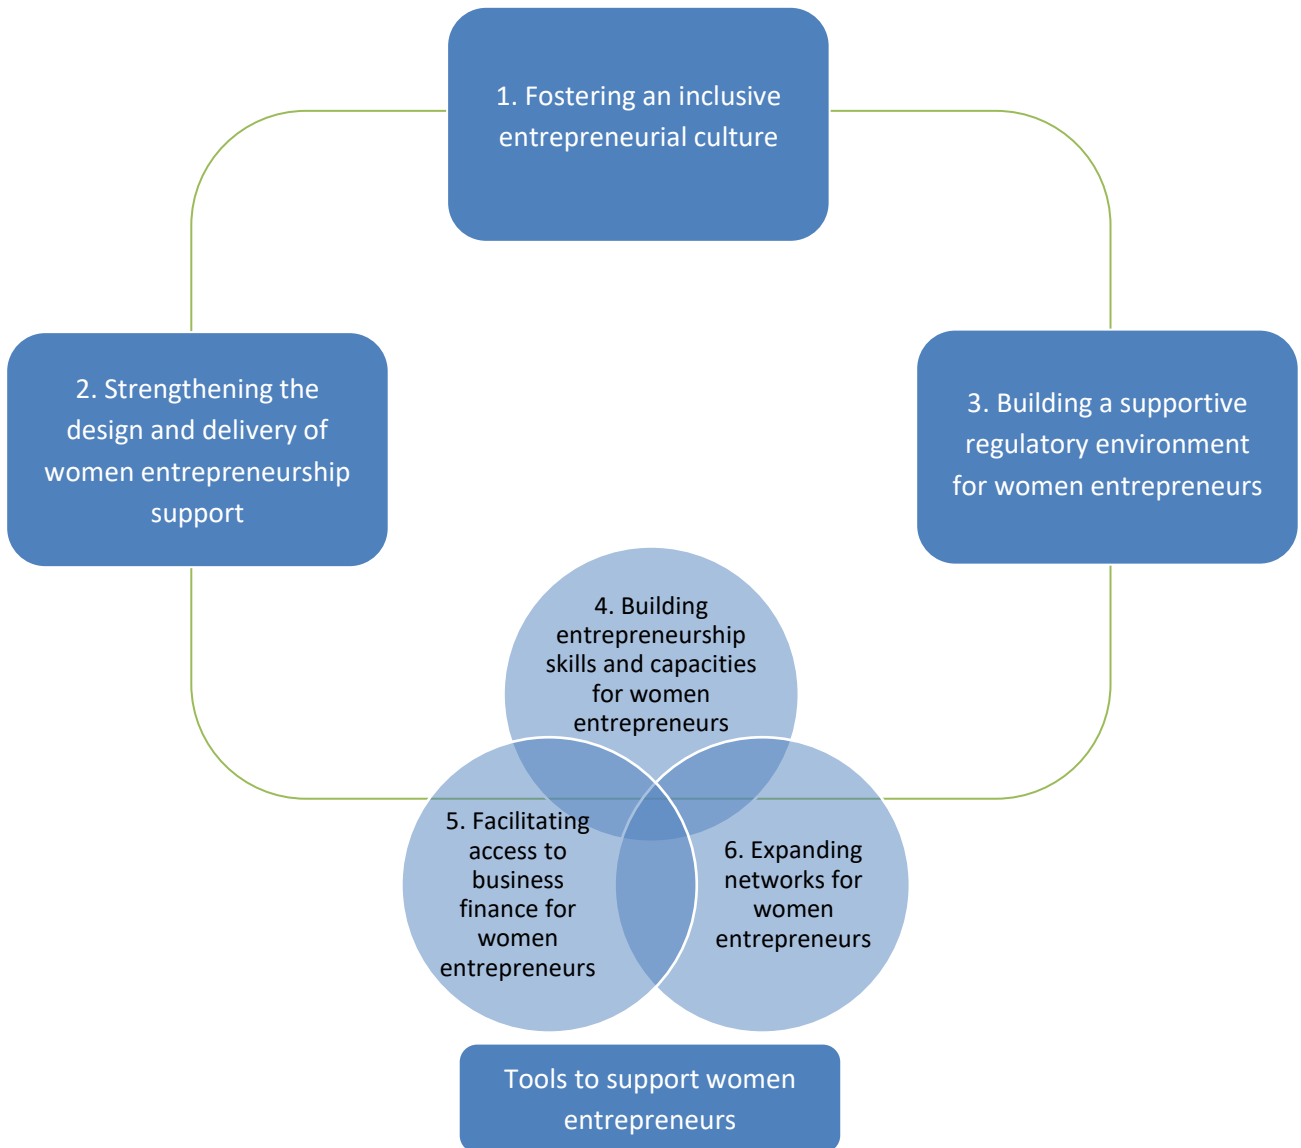 1. Fostering an inclusive
entrepreneurial culture
2. Strengthening the
design and delivery of
women entrepreneurship
support
3. Building a supportive
regulatory environment
for women entrepreneurs
4. Building
entrepreneurship
skills and capacities
for women
entrepreneurs
5. Facilitating
access to
business
finance for
women
entrepreneurs
6. Expanding
networks for
women
entrepreneurs
Tools to support women
entrepreneurs